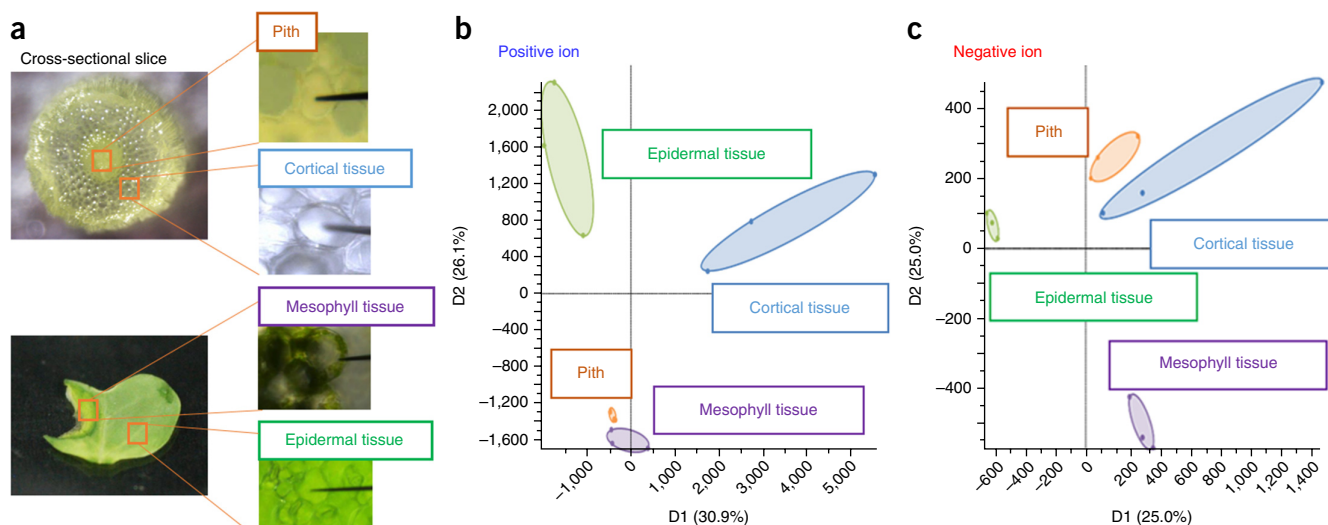 a
Cross-sectional slice
Pith
Cortical tissue
Mesophyll tissue
Epidermal tissue
b
Positive ion
D2 (26.1%)
2,000
1,600
1,200
800
400
0
–400
–800
–1,200
–1,600
Epidermal tissue
Cortical tissue
Pith
Mesophyll tissue
–1,000
0
1,000
2,000
3,000
4,000
5,000
D1 (30.9%)
c
Negative ion
D2 (25.0%)
400
200
0
–200
–400
Pith
Cortical tissue
Epidermal tissue
Mesophyll tissue
–600
–400
–200
0
200
400
600
800
1,000
1,200
1,400
D1 (25.0%)